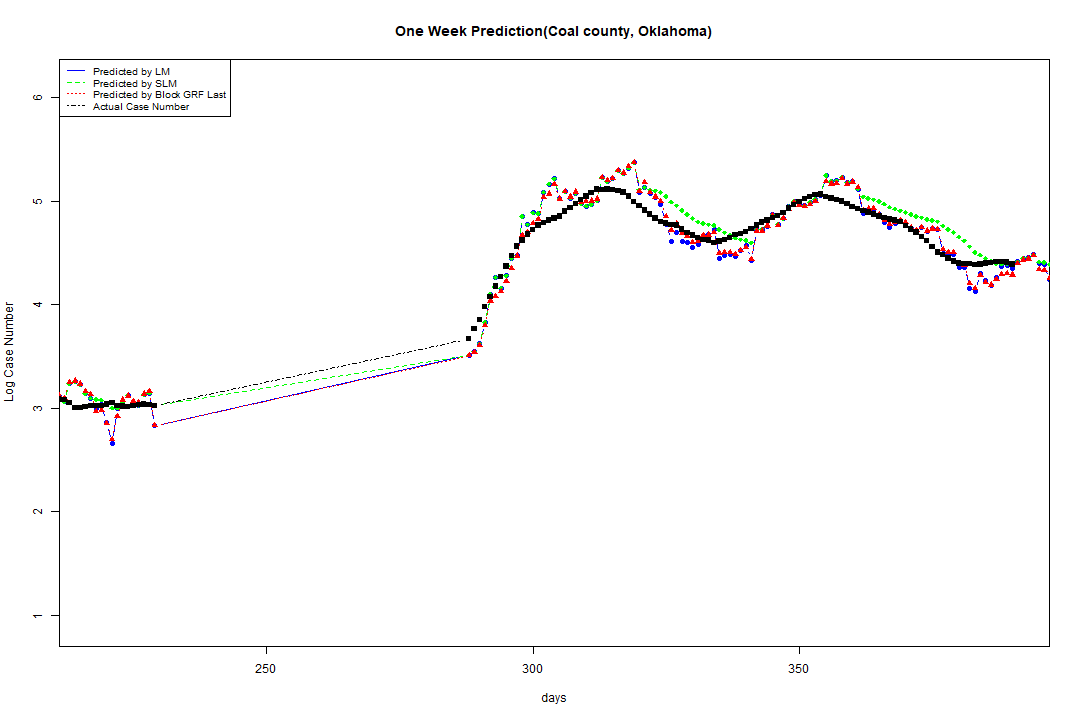 One Week Prediction(Coal county, Oklahoma)
Predicted by LM
Predicted by SLM
Predicted by Block GRF Last
Actual Case Number
6
5
4
3
2
1
Log Case Number
250 300 350
days